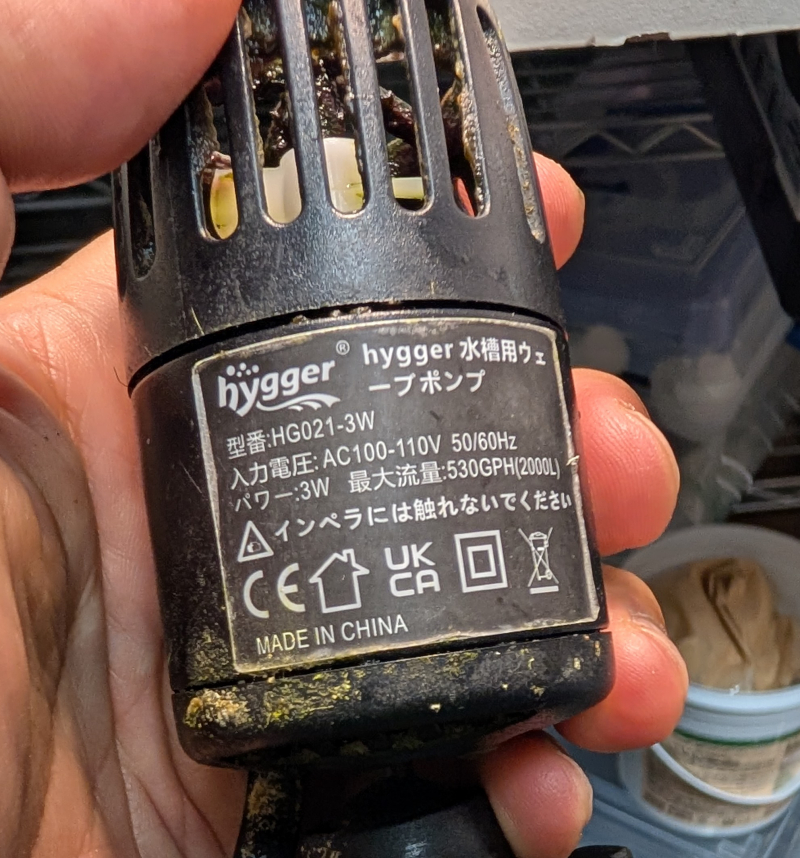 hygger®
hygger 水槽用ウェ
ーブポンプ
型番:HG021-3W
入力電圧: AC100-110V 50/60Hz
パワー:3W 最大流量:530GPH(2000L)
インペラには触れないでください
CE
UK
CA
MADE IN CHINA